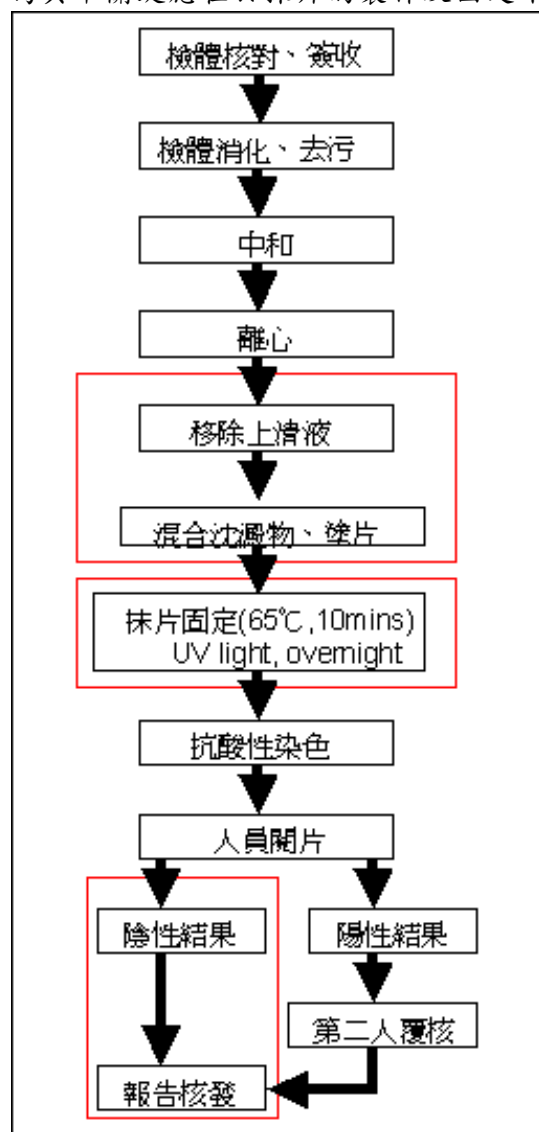 檢體核對、簽收
檢體消化、去污
中和
離心
移除上清液
混合沈澱物、塗片
抹片固定(65℃,10mins)
UV light, overnight
抗酸性染色
人員閱片
陰性結果
陽性結果
第二人覆核
報告核發